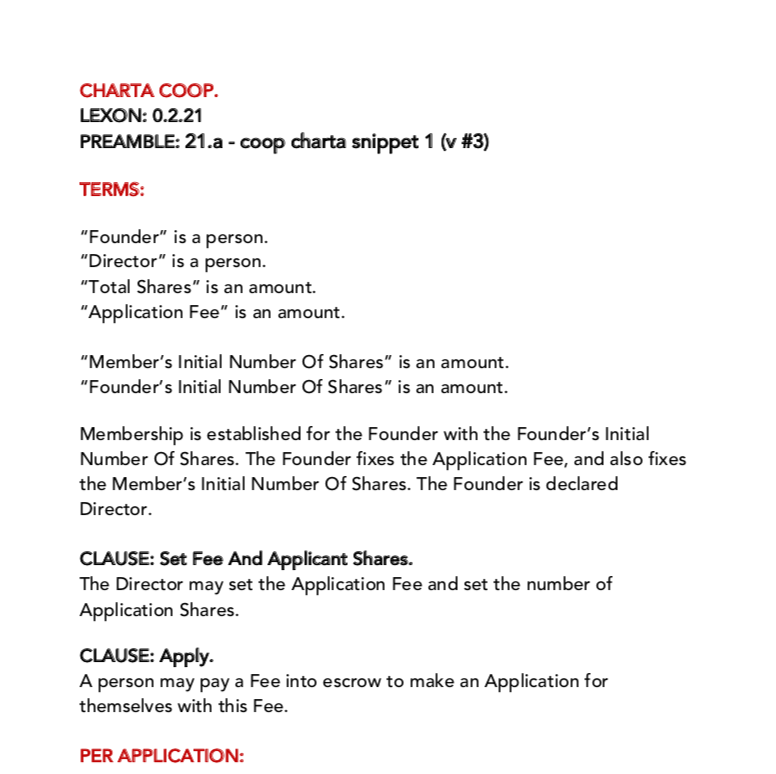 CHARTA COOP.
LEXON: 0.2.21
PREAMBLE: 21.a - coop charta snippet 1 (v #3)
TERMS:
“Founder” is a person.
“Director” is a person.
“Total Shares” is an amount.
“Application Fee” is an amount.
“Member’s Initial Number Of Shares” is an amount.
“Founder’s Initial Number Of Shares” is an amount.
Membership is established for the Founder with the Founder’s Initial
Number Of Shares. The Founder fixes the Application Fee, and also fixes
the Member’s Initial Number Of Shares. The Founder is declared
Director.
CLAUSE: Set Fee And Applicant Shares.
The Director may set the Application Fee and set the number of
Application Shares.
CLAUSE: Apply.
A person may pay a Fee into escrow to make an Application for
themselves with this Fee.
PER APPLICATION: